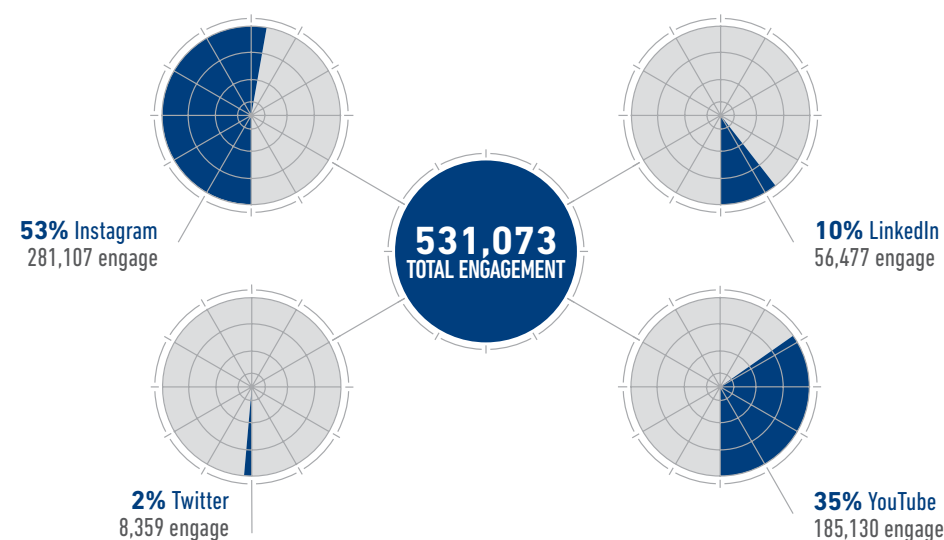 531,073
TOTAL ENGAGEMENT
53% Instagram
281,107 engage
10% LinkedIn
56,477 engage
2% Twitter
8,359 engage
35% YouTube
185,130 engage